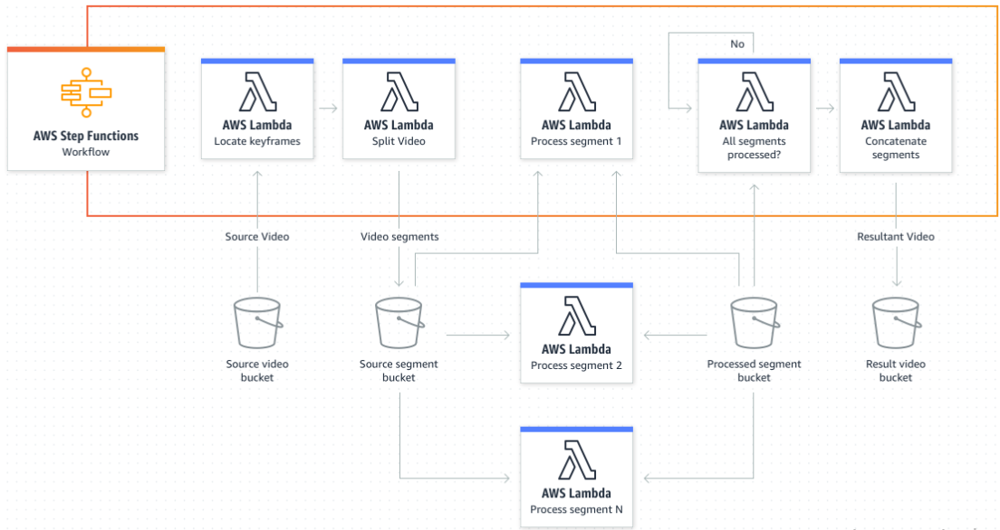 No
AWS Step Functions
Workflow
AWS Lambda
Locate keyframes
AWS Lambda
Split Video
AWS Lambda
Process segment 1
AWS Lambda
All segments
processed?
AWS Lambda
Concatenate
segments
Source Video
Video segments
Resultant Video
Source video
bucket
Source segment
bucket
AWS Lambda
Process segment 2
Processed segment
bucket
Result video
bucket
AWS Lambda
Process segment N